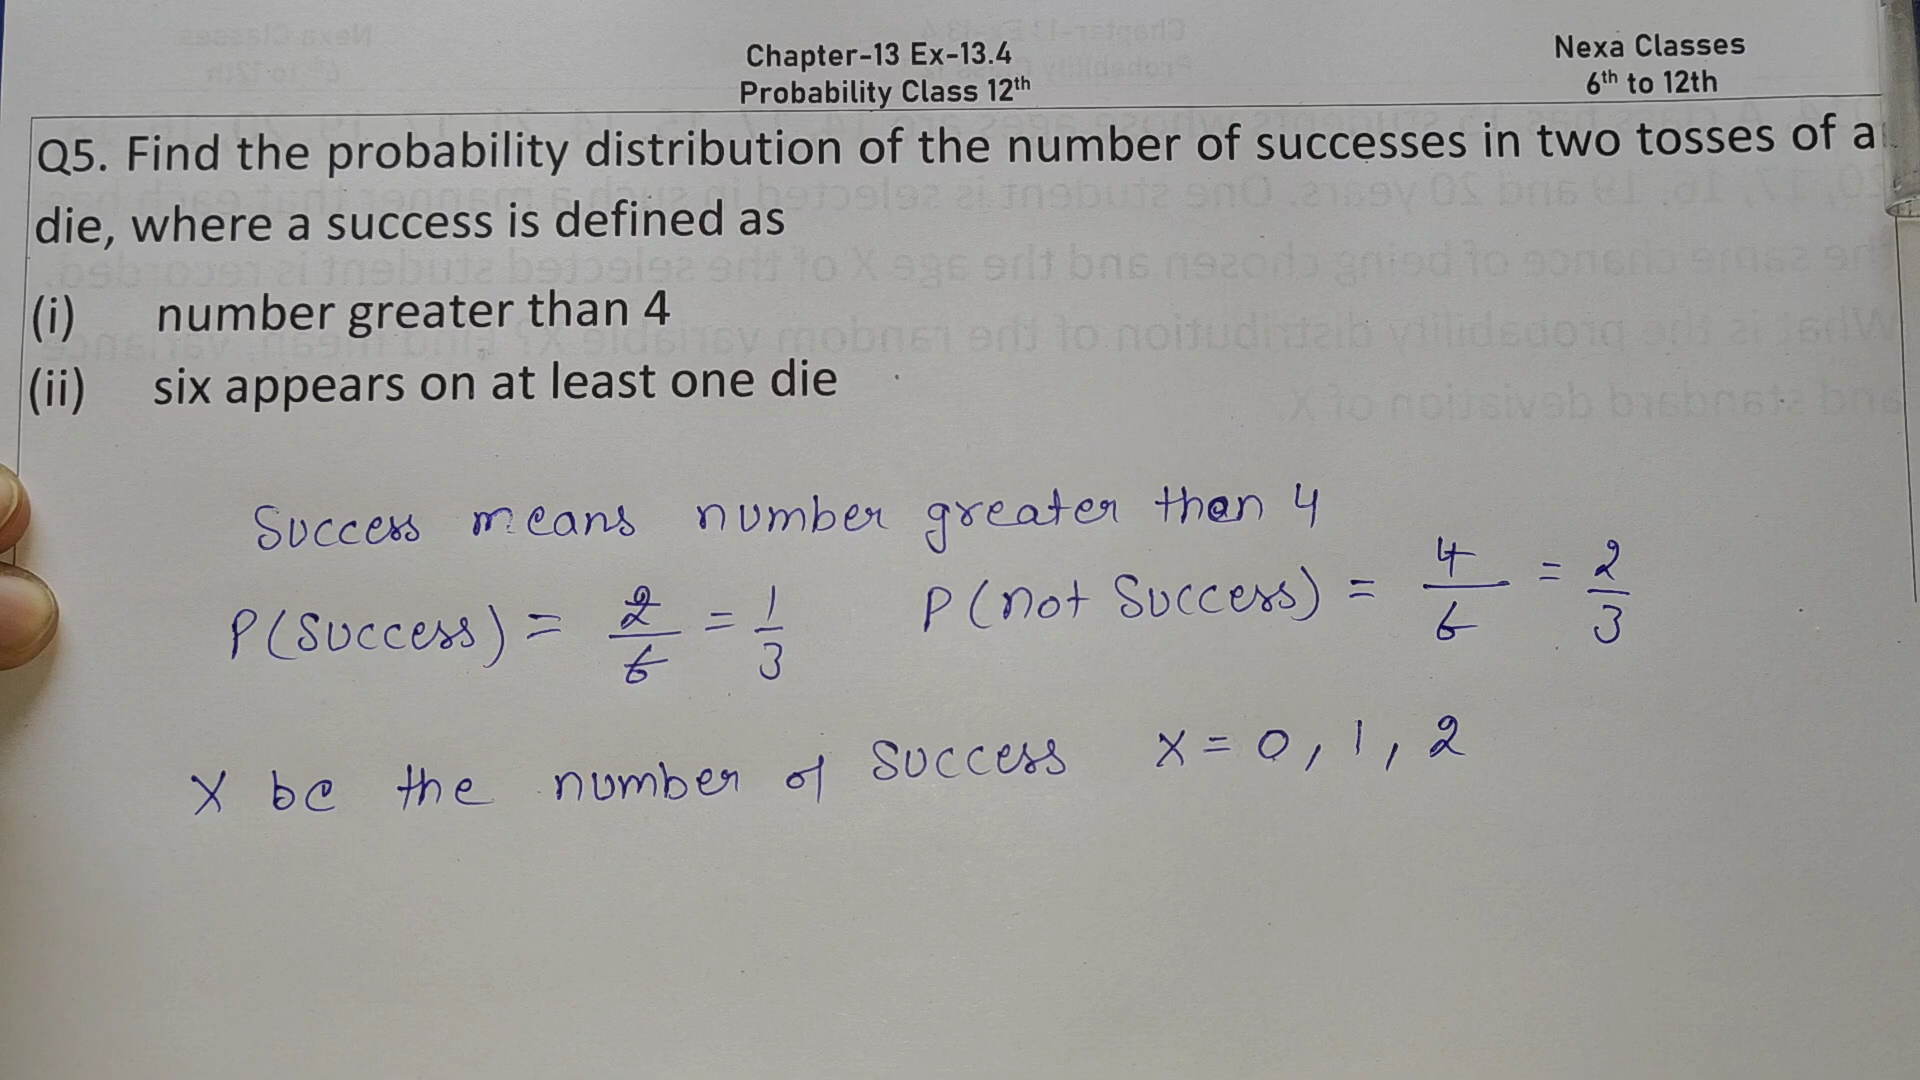 Chapter-13 Ex-13.4
Probability Class 12th
Nexa Classes
6th to 12th
Q5. Find the probability distribution of the number of successes in two tosses of a
die, where a success is defined as
(i) number greater than 4
(ii) six appears on at least one die
Success means number greater than 4
P(Success) = 2/6 = 1/3 P(not Success) = 4/6 = 2/3
X be the number of Success X = 0, 1, 2